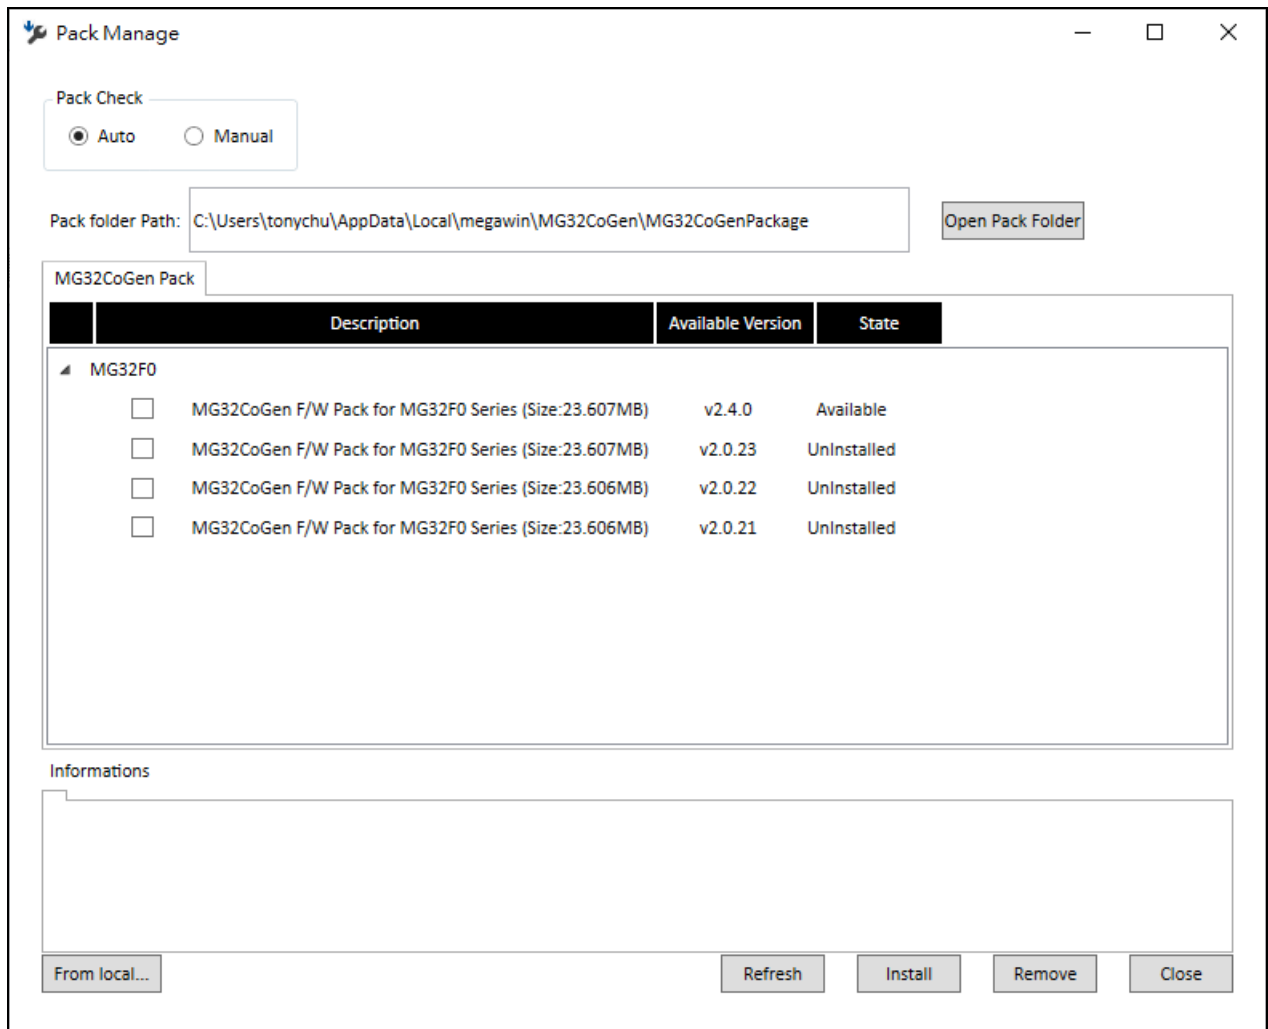 Pack Manage
Pack Check
Auto Manual
Pack folder Path: C:\Users\tonychu\AppData\Local\megawin\MG32CoGen\MG32CoGenPackage Open Pack Folder
MG32CoGen Pack
Description Available Version State
MG32F0
MG32CoGen F/W Pack for MG32F0 Series (Size:23.607MB) v2.4.0 Available
MG32CoGen F/W Pack for MG32F0 Series (Size:23.607MB) v2.0.23 UnInstalled
MG32CoGen F/W Pack for MG32F0 Series (Size:23.606MB) v2.0.22 UnInstalled
MG32CoGen F/W Pack for MG32F0 Series (Size:23.606MB) v2.0.21 UnInstalled
Informations
From local... Refresh Install Remove Close